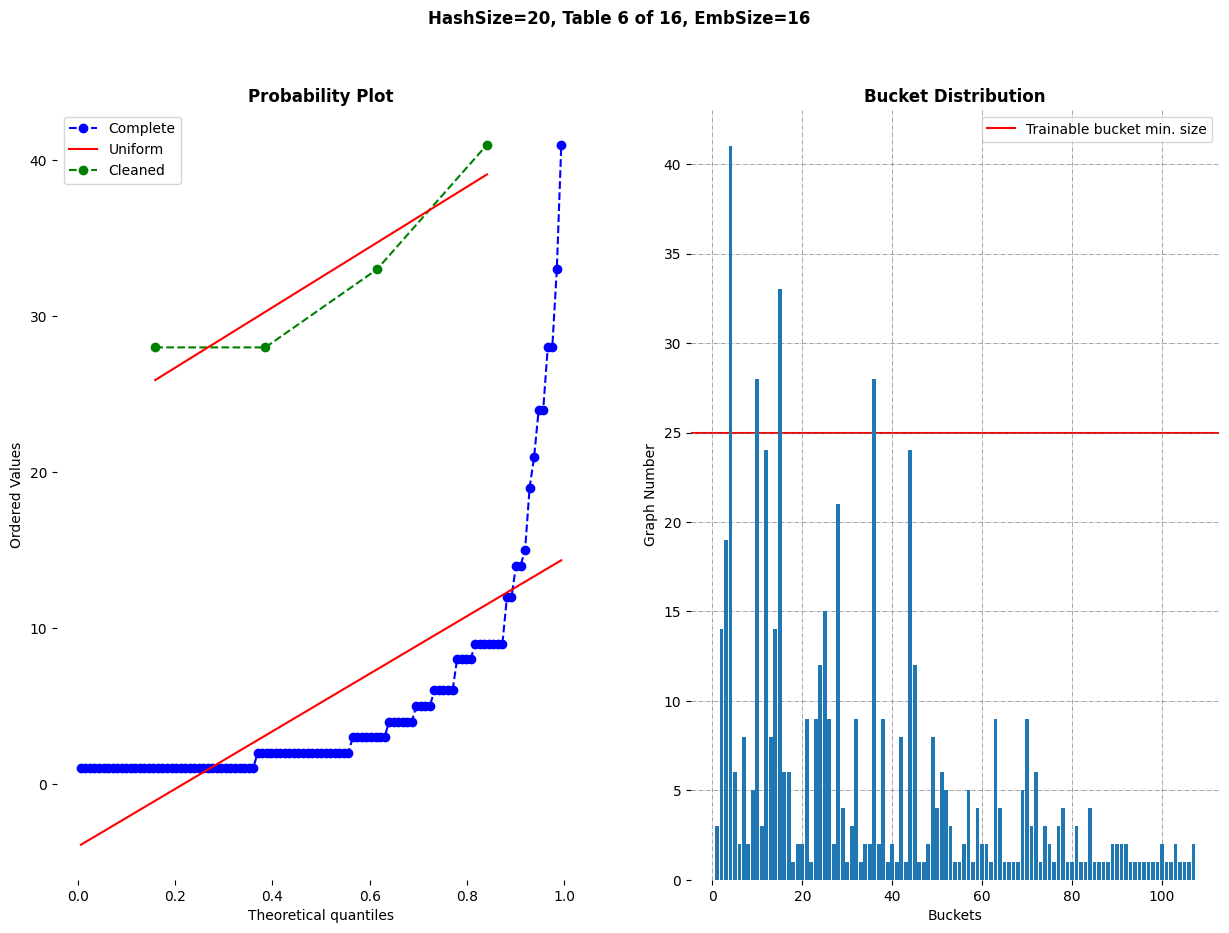 HashSize=20, Table 6 of 16, EmbSize=16
Probability Plot
Complete
Uniform
Cleaned
40
30
20
10
0
Ordered Values
0.0 0.2 0.4 0.6 0.8 1.0
Theoretical quantiles
Bucket Distribution
Trainable bucket min. size
40
35
30
25
20
15
10
5
0
Graph Number
0 20 40 60 80 100
Buckets